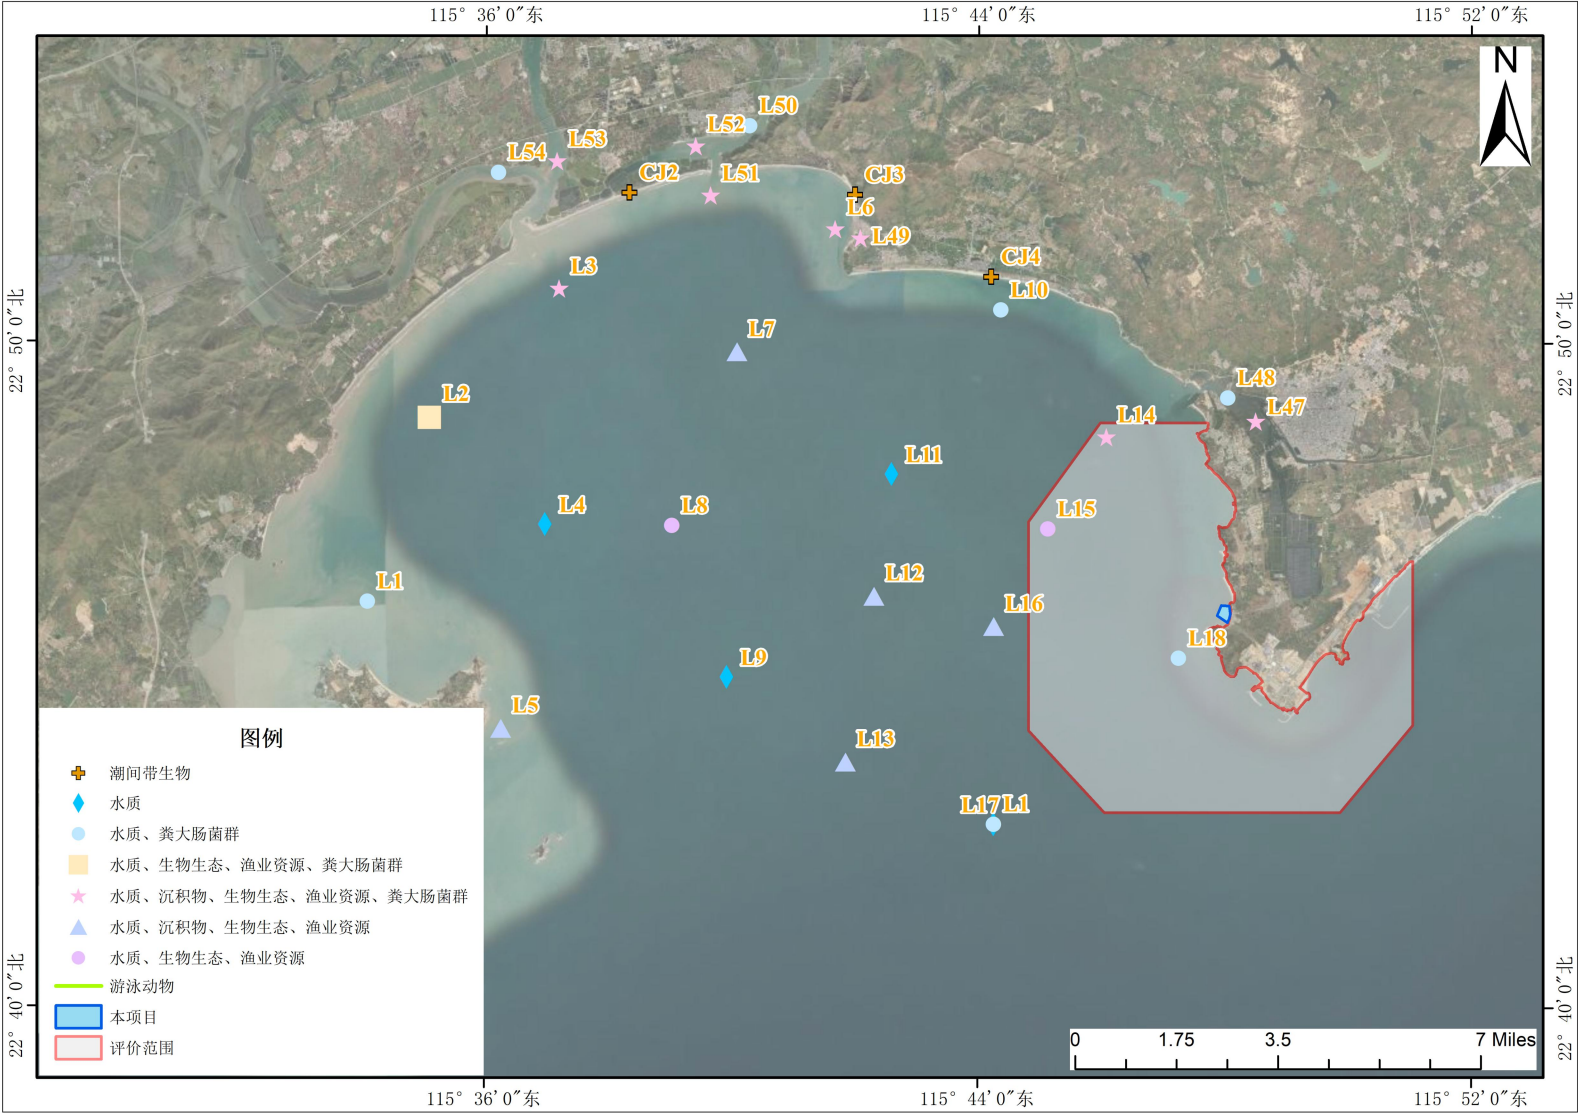 115° 36'0"东
115° 44'0"东
115° 52'0"东
N
L50
L52
L53
L54
CJ2
L51
CJ3
L6
L49
CJ4
L3
L10
22° 50'0"北
22° 50'0"北
L7
L2
L48
L47
L14
L11
L4
L8
L15
L1
L12
L16
L18
L9
L5
L13
L17
L1
图例
潮间带生物
水质
水质、粪大肠菌群
水质、生物生态、渔业资源、粪大肠菌群
水质、沉积物、生物生态、渔业资源、粪大肠菌群
水质、沉积物、生物生态、渔业资源
水质、生物生态、渔业资源
游泳动物
本项目
评价范围
22° 40'0"北
22° 40'0"北
0 1.75 3.5 7 Miles
115° 36'0"东
115° 44'0"东
115° 52'0"东